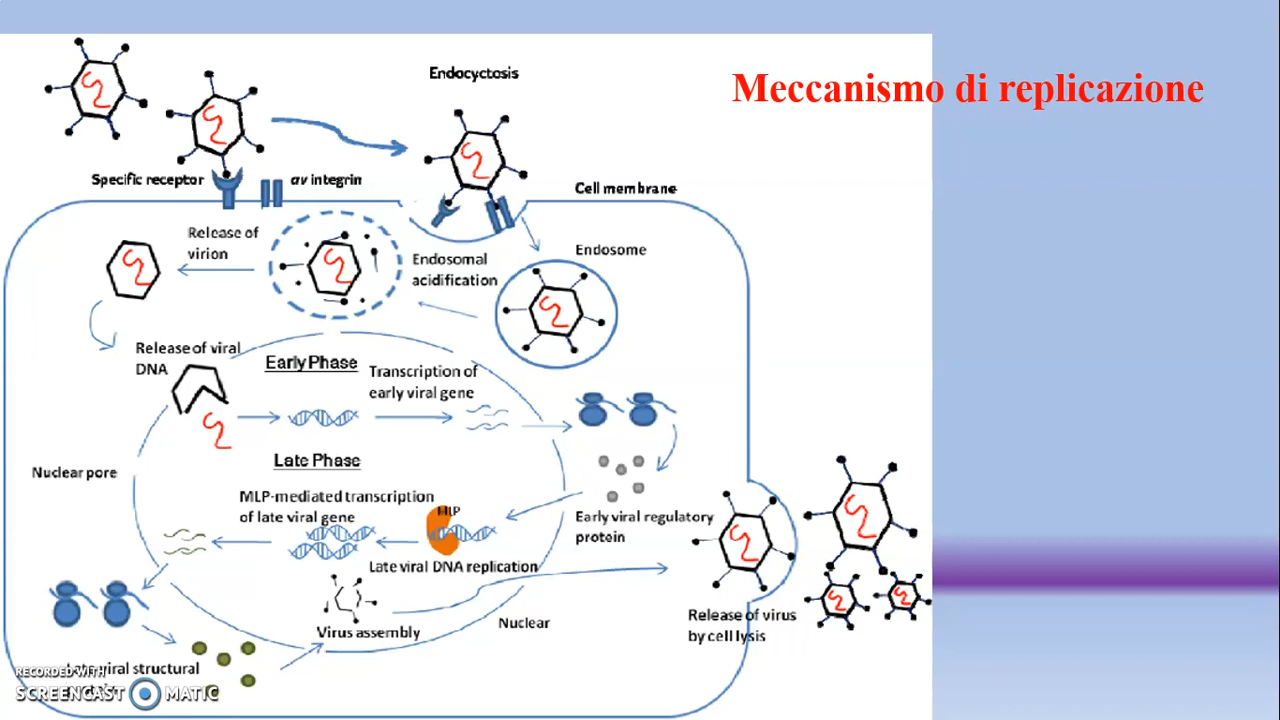 Meccanismo di replicazione
Endocyctosis
Specific receptor
αv integrin
Cell membrane
Release of
virion
Endosomal
acidification
Endosome
Release of viral
DNA
Early Phase
Transcription of
early viral gene
Late Phase
Nuclear pore
MLP-mediated transcription
of late viral gene
MLP
Early viral regulatory
protein
Late viral DNA replication
Virus assembly
Nuclear
Release of virus
by cell lysis
viral structural
RECORDED WITH
SCREENCAST MATIC